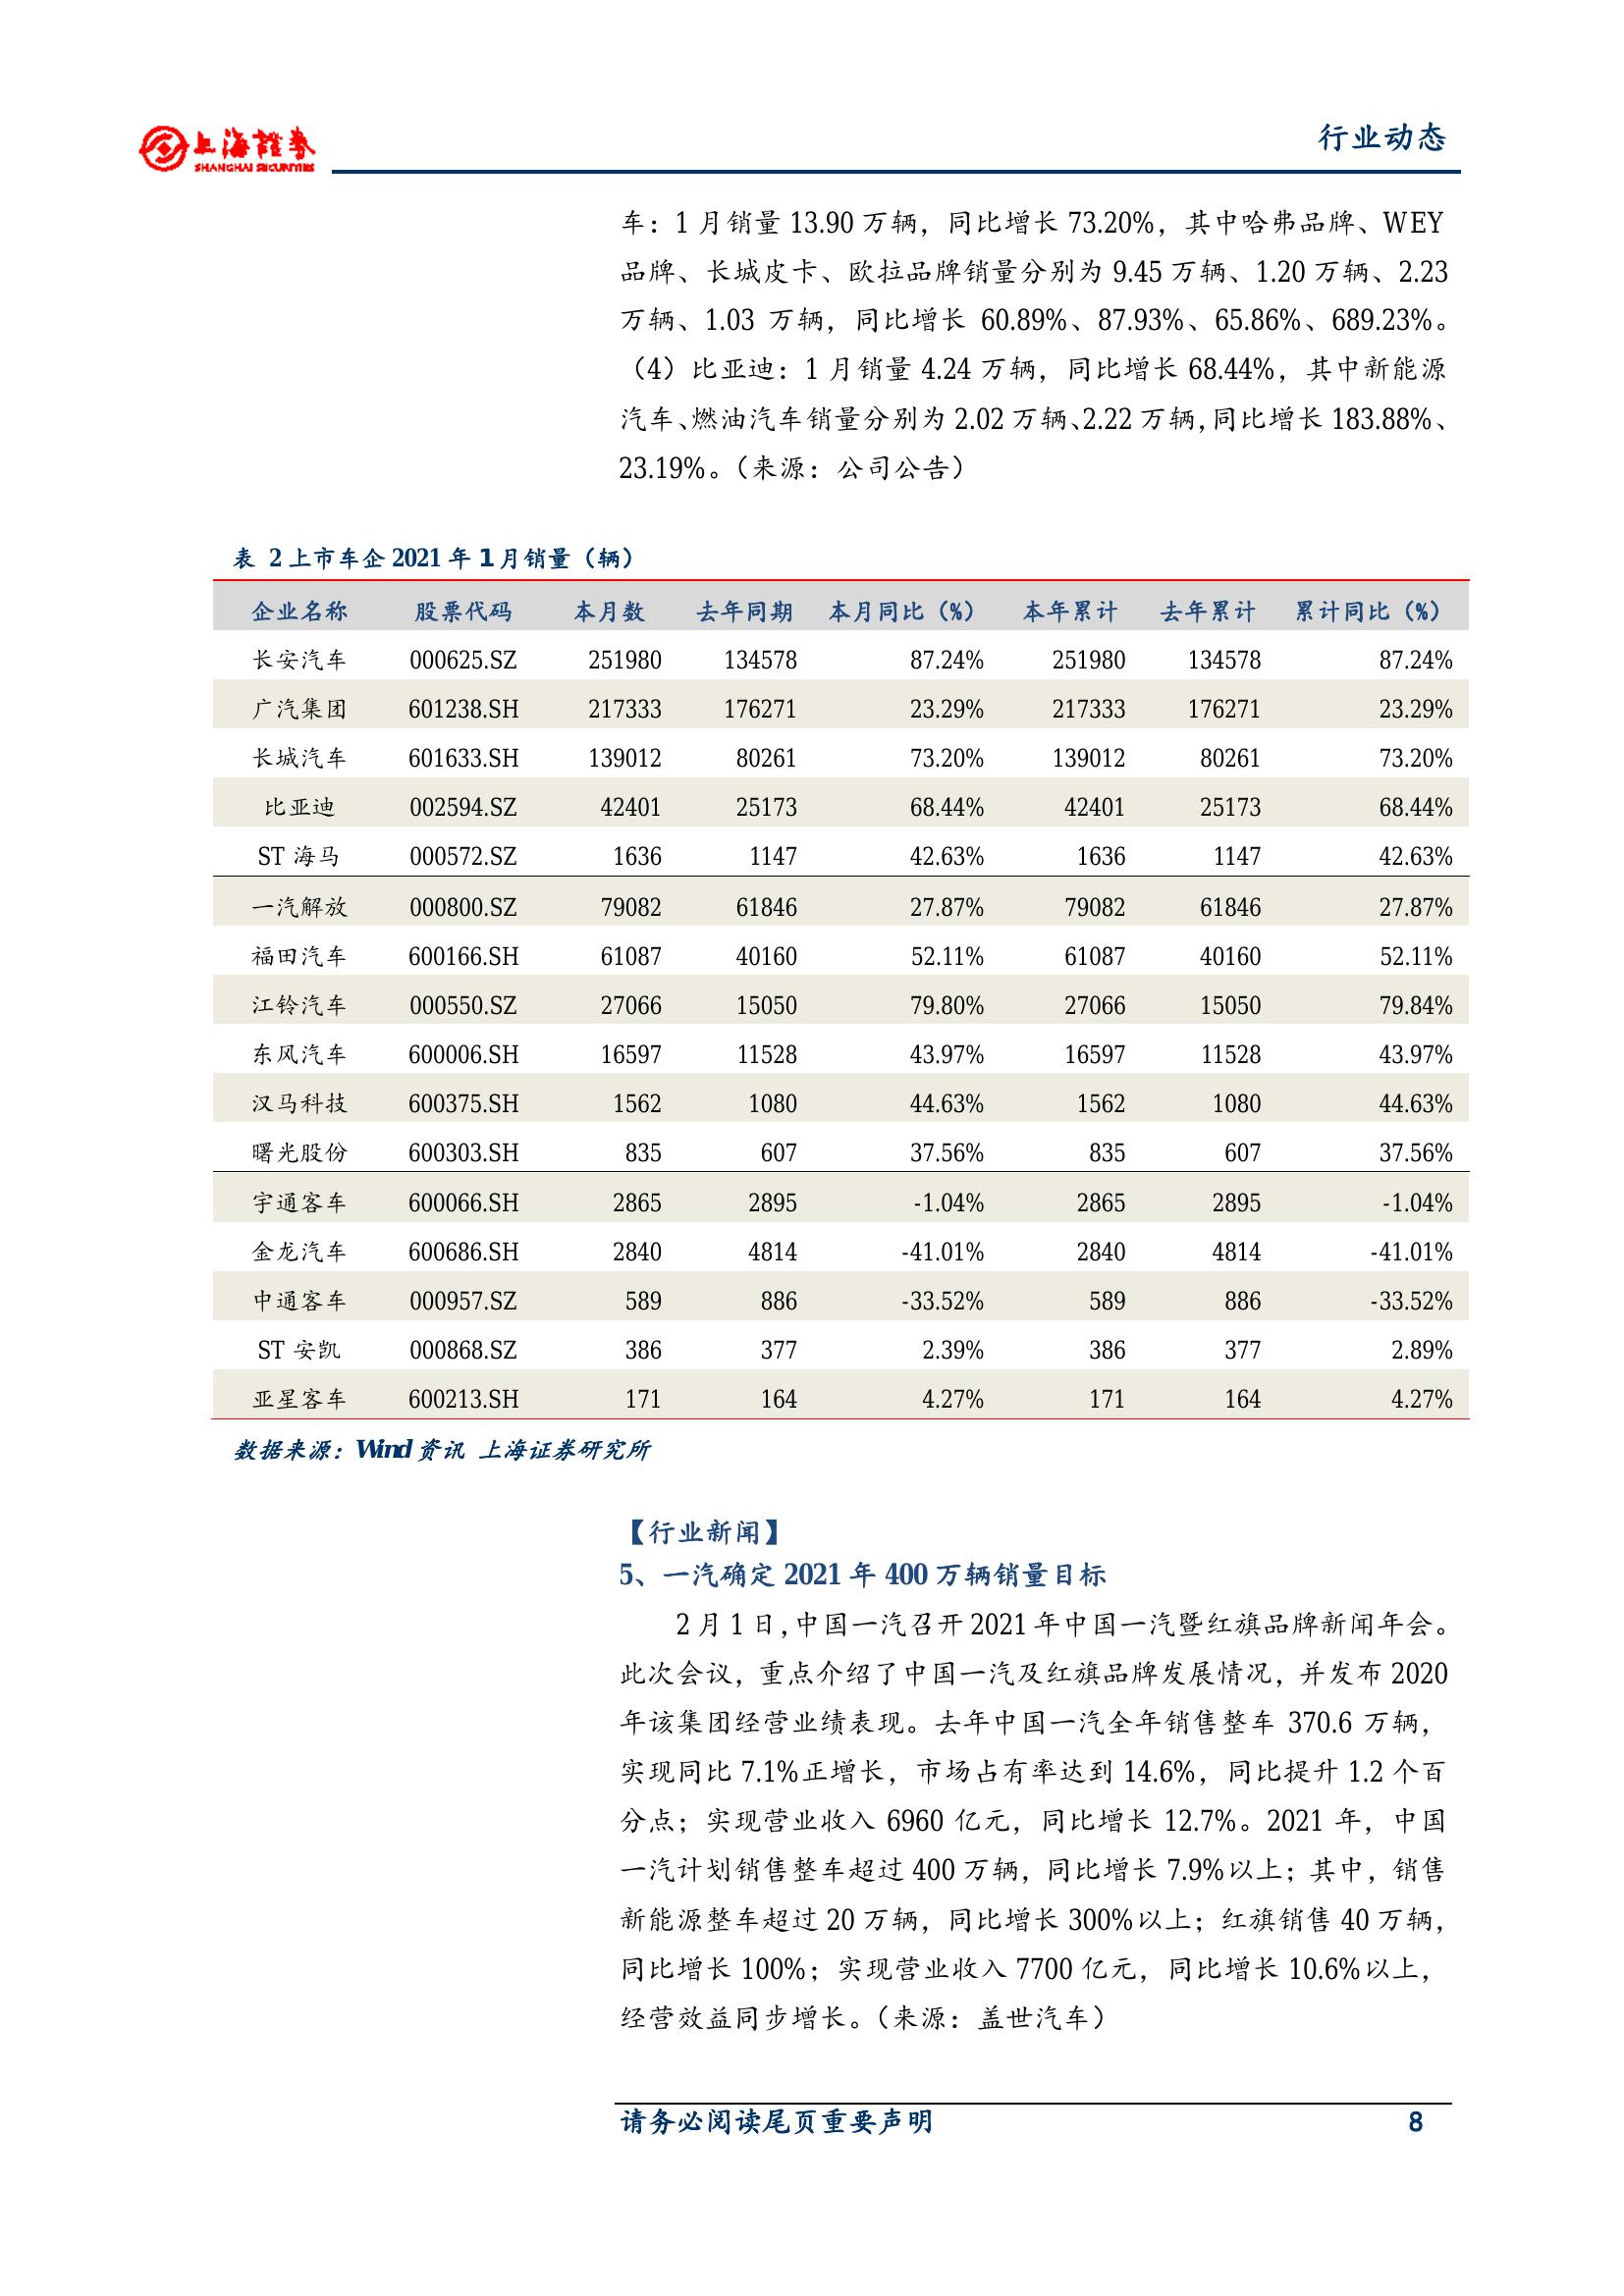 上海證券
SHANGHAI SECURITIES
行业动态
车：1 月销量 13.90 万辆，同比增长 73.20%，其中哈弗品牌、WEY
品牌、长城皮卡、欧拉品牌销量分别为 9.45 万辆、1.20 万辆、2.23
万辆、1.03 万辆，同比增长 60.89%、87.93%、65.86%、689.23%。
（4）比亚迪：1 月销量 4.24 万辆，同比增长 68.44%，其中新能源
汽车、燃油汽车销量分别为 2.02 万辆、2.22 万辆，同比增长 183.88%、
23.19%。（来源：公司公告）
表 2 上市车企 2021 年 1 月销量（辆）
企业名称 股票代码 本月数 去年同期 本月同比（%） 本年累计 去年累计 累计同比（%）
长安汽车 000625.SZ 251980 134578 87.24% 251980 134578 87.24%
广汽集团 601238.SH 217333 176271 23.29% 217333 176271 23.29%
长城汽车 601633.SH 139012 80261 73.20% 139012 80261 73.20%
比亚迪 002594.SZ 42401 25173 68.44% 42401 25173 68.44%
ST 海马 000572.SZ 1636 1147 42.63% 1636 1147 42.63%
一汽解放 000800.SZ 79082 61846 27.87% 79082 61846 27.87%
福田汽车 600166.SH 61087 40160 52.11% 61087 40160 52.11%
江铃汽车 000550.SZ 27066 15050 79.80% 27066 15050 79.84%
东风汽车 600006.SH 16597 11528 43.97% 16597 11528 43.97%
汉马科技 600375.SH 1562 1080 44.63% 1562 1080 44.63%
曙光股份 600303.SH 835 607 37.56% 835 607 37.56%
宇通客车 600066.SH 2865 2895 -1.04% 2865 2895 -1.04%
金龙汽车 600686.SH 2840 4814 -41.01% 2840 4814 -41.01%
中通客车 000957.SZ 589 886 -33.52% 589 886 -33.52%
ST 安凯 000868.SZ 386 377 2.39% 386 377 2.89%
亚星客车 600213.SH 171 164 4.27% 171 164 4.27%
数据来源：Wind 资讯 上海证券研究所
【行业新闻】
5、一汽确定 2021 年 400 万辆销量目标
2 月 1 日，中国一汽召开 2021 年中国一汽暨红旗品牌新闻年会。
此次会议，重点介绍了中国一汽及红旗品牌发展情况，并发布 2020
年该集团经营业绩表现。去年中国一汽全年销售整车 370.6 万辆，
实现同比 7.1%正增长，市场占有率达到 14.6%，同比提升 1.2 个百
分点；实现营业收入 6960 亿元，同比增长 12.7%。2021 年，中国
一汽计划销售整车超过 400 万辆，同比增长 7.9%以上；其中，销售
新能源整车超过 20 万辆，同比增长 300%以上；红旗销售 40 万辆，
同比增长 100%；实现营业收入 7700 亿元，同比增长 10.6%以上，
经营效益同步增长。（来源：盖世汽车）
请务必阅读尾页重要声明 8